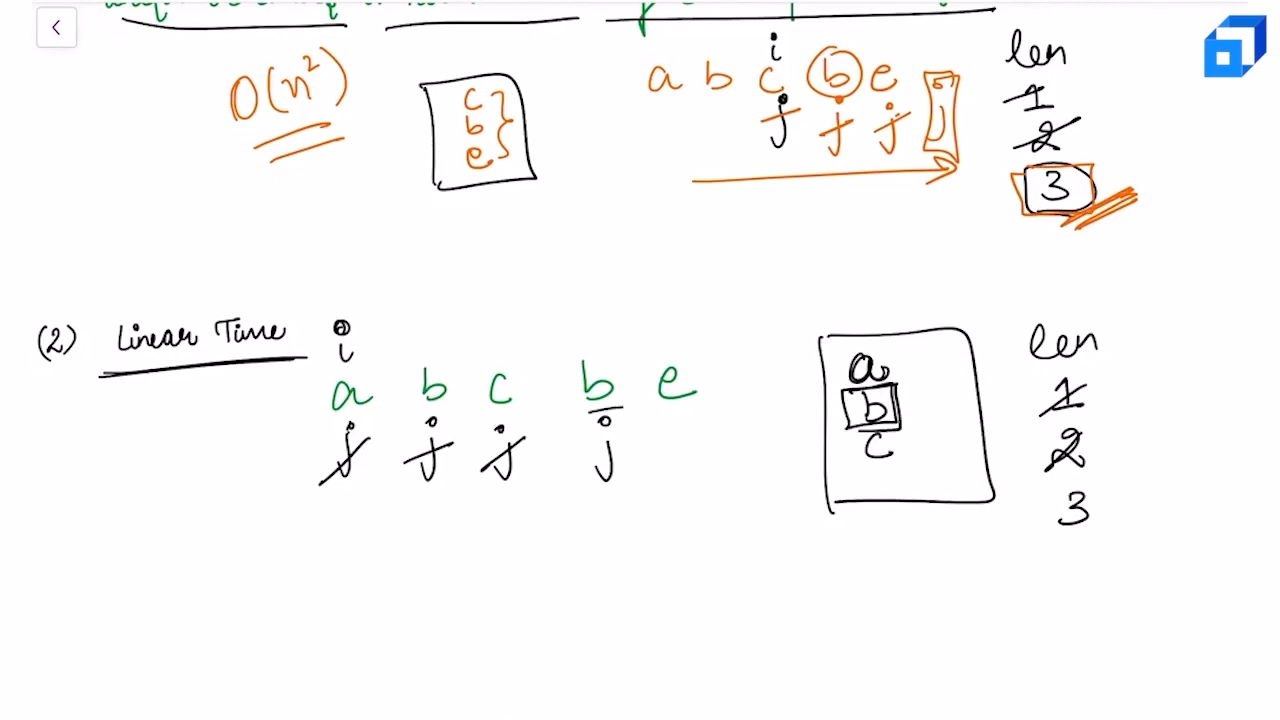 i len
O(n²) c a b c b e 1
b j j j j 2
e 3
(2) Linear Time i len
a b c b e a 1
j j j j b 2
c 3